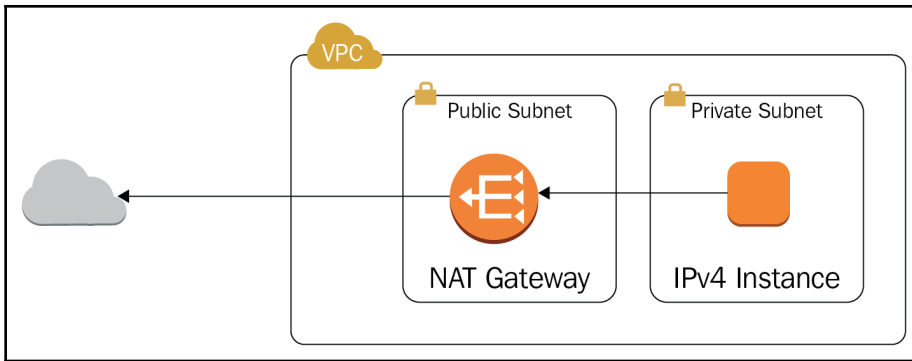 VPC
Public Subnet
Private Subnet
NAT Gateway
IPv4 Instance